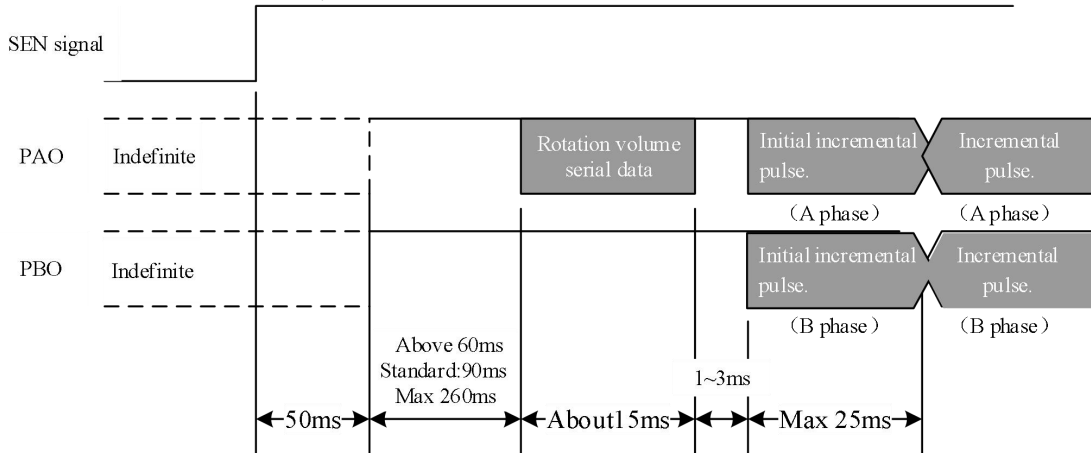 SEN signal
PAO
Indefinite
Rotation volume
serial data
Initial incremental
pulse.
Incremental
pulse.
（A phase）
（A phase）
PBO
Indefinite
Initial incremental
pulse.
Incremental
pulse.
（B phase）
（B phase）
Above 60ms
Standard:90ms
Max 260ms
1~3ms
50ms
About15ms
Max 25ms